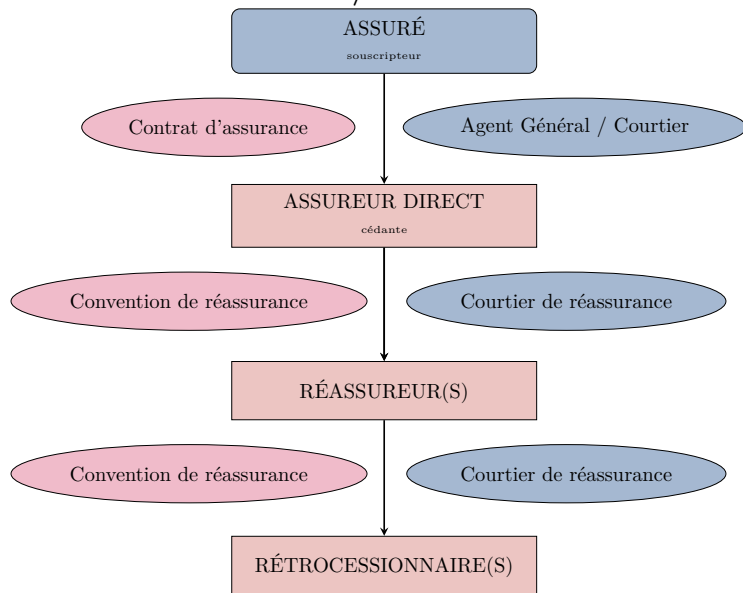 ASSURÉ
souscripteur
Contrat d'assurance
Agent Général / Courtier
ASSUREUR DIRECT
cédante
Convention de réassurance
Courtier de réassurance
RÉASSUREUR(S)
Convention de réassurance
Courtier de réassurance
RÉTROCESSIONNAIRE(S)